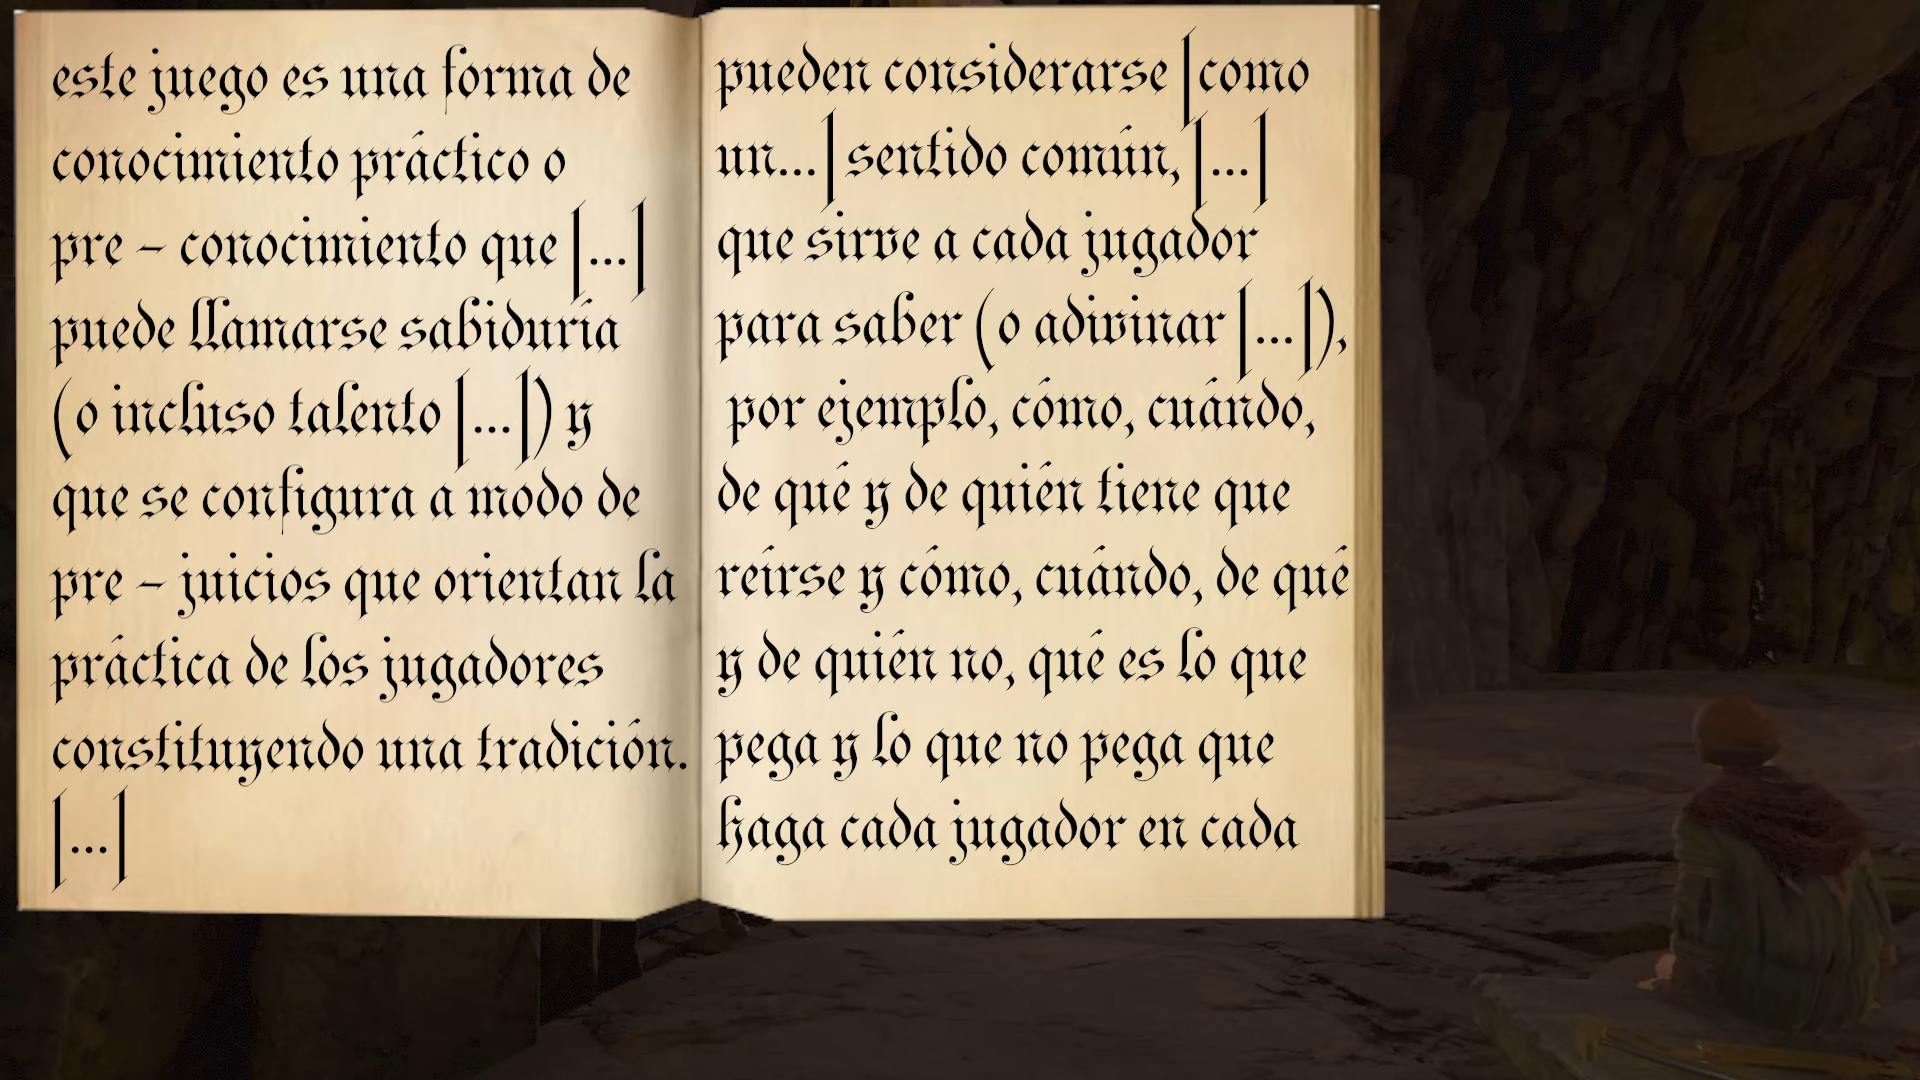 este juego es una forma de
conocimiento práctico o
pre – conocimiento que [...]
puede llamarse sabiduría
(o incluso talento [...]) y
que se configura a modo de
pre – juicios que orientan la
práctica de los jugadores
constituyendo una tradición.
[...]
pueden considerarse [como
un...] sentido común, [...]
que sirve a cada jugador
para saber (o adivinar [...]),
por ejemplo, cómo, cuándo,
de qué y de quién tiene que
reírse y cómo, cuándo, de qué
y de quién no, qué es lo que
pega y lo que no pega que
haga cada jugador en cada